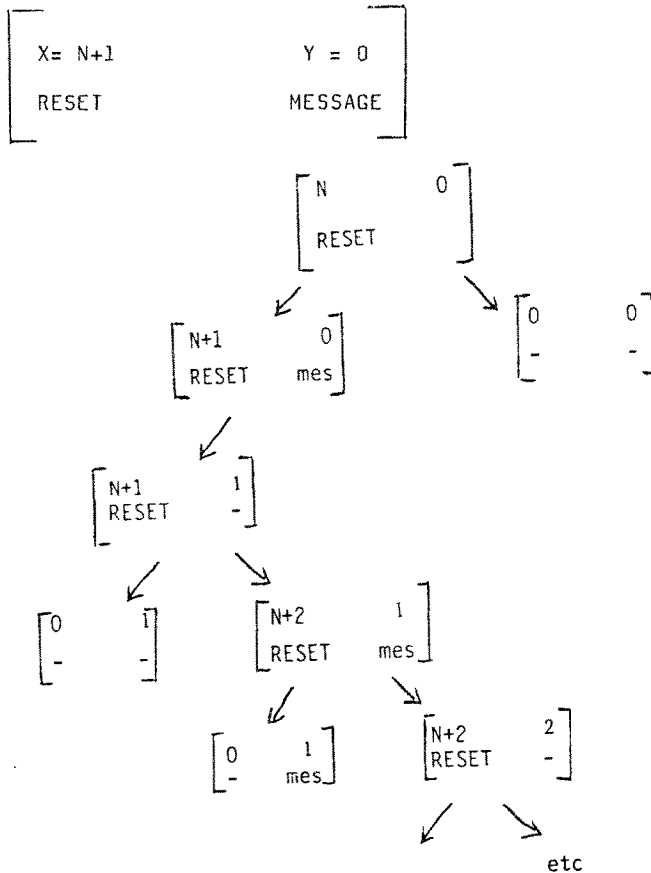 X= N+1 Y = 0
RESET MESSAGE
N 0
RESET
N+1 0
RESET mes
0 0
- -
N+1 1
RESET -
0 1
- -
N+2 1
RESET mes
0 1
- mes
N+2 2
RESET -
etc